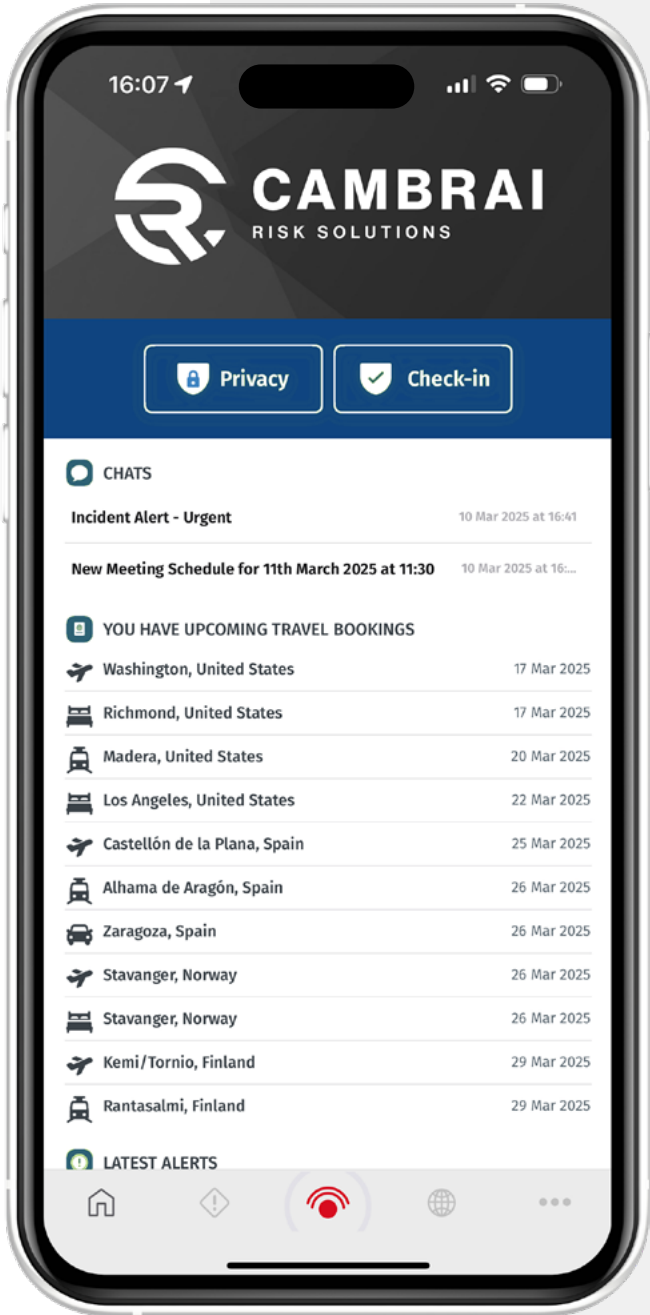 16:07
CAMBRAI
RISK SOLUTIONS
Privacy
Check-in
CHATS
Incident Alert - Urgent 10 Mar 2025 at 16:41
New Meeting Schedule for 11th March 2025 at 11:30 10 Mar 2025 at 16:...
YOU HAVE UPCOMING TRAVEL BOOKINGS
Washington, United States 17 Mar 2025
Richmond, United States 17 Mar 2025
Madera, United States 20 Mar 2025
Los Angeles, United States 22 Mar 2025
Castellón de la Plana, Spain 25 Mar 2025
Alhama de Aragón, Spain 26 Mar 2025
Zaragoza, Spain 26 Mar 2025
Stavanger, Norway 26 Mar 2025
Stavanger, Norway 26 Mar 2025
Kemi/Tornio, Finland 29 Mar 2025
Rantasalmi, Finland 29 Mar 2025
LATEST ALERTS